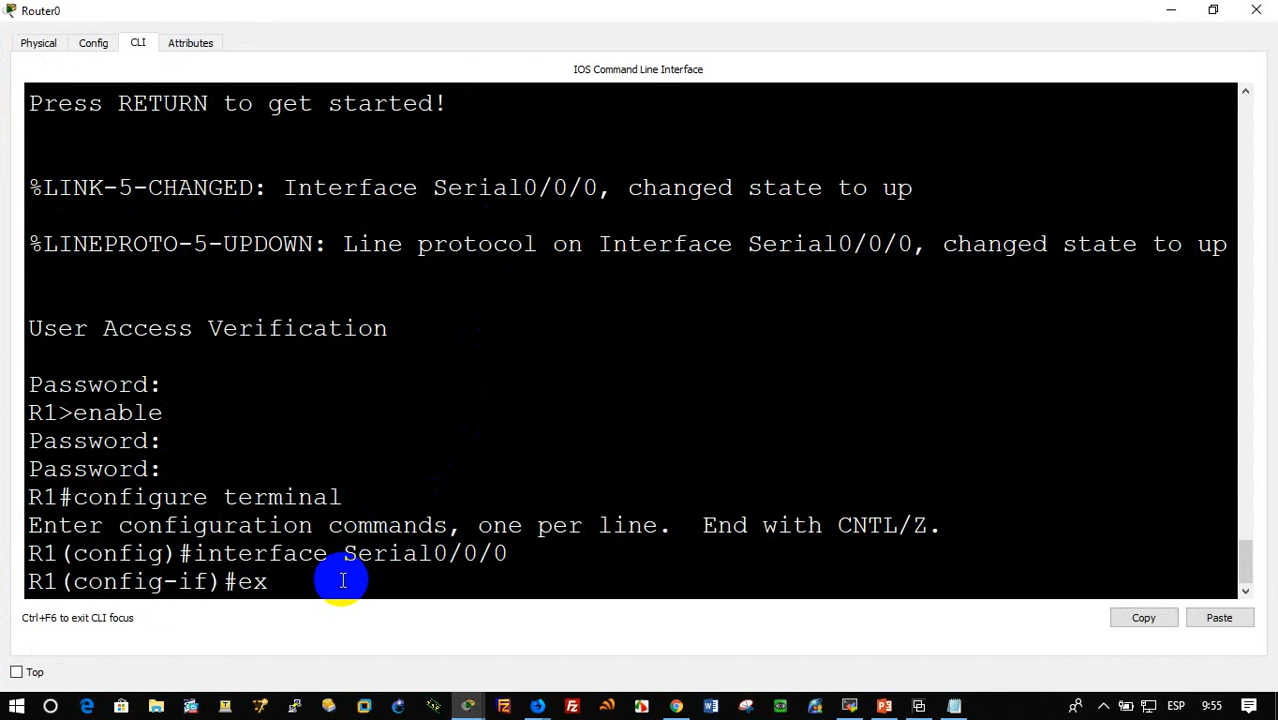 Router0
Physical
Config
CLI
Attributes
IOS Command Line Interface
Press RETURN to get started!
%LINK-5-CHANGED: Interface Serial0/0/0, changed state to up
%LINEPROTO-5-UPDOWN: Line protocol on Interface Serial0/0/0, changed state to up
User Access Verification
Password:
R1>enable
Password:
Password:
R1#configure terminal
Enter configuration commands, one per line.  End with CNTL/Z.
R1(config)#interface Serial0/0/0
R1(config-if)#ex
Ctrl+F6 to exit CLI focus
Copy
Paste
Top
ESP
9:55